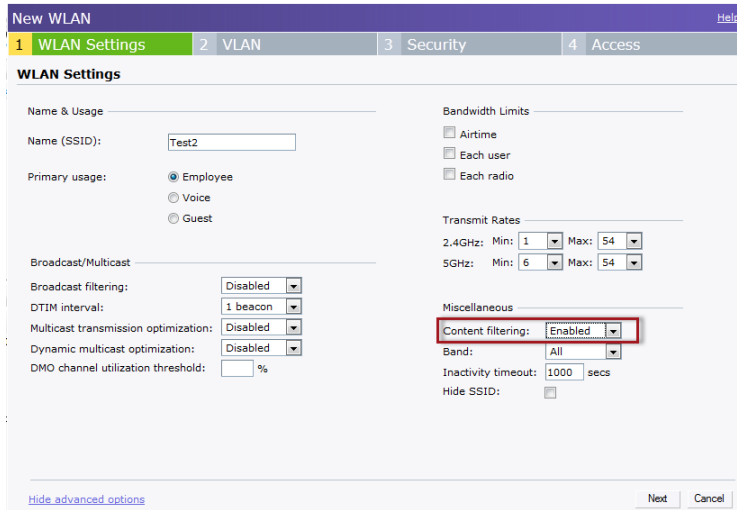 New WLAN
Help
1 WLAN Settings
2 VLAN
3 Security
4 Access
WLAN Settings
Name & Usage
Name (SSID): Test2
Primary usage: Employee
Voice
Guest
Broadcast/Multicast
Broadcast filtering: Disabled
DTIM interval: 1 beacon
Multicast transmission optimization: Disabled
Dynamic multicast optimization: Disabled
DMO channel utilization threshold: %
Bandwidth Limits
Airtime
Each user
Each radio
Transmit Rates
2.4GHz: Min: 1 Max: 54
5GHz: Min: 6 Max: 54
Miscellaneous
Content filtering: Enabled
Band: All
Inactivity timeout: 1000 secs
Hide SSID:
Hide advanced options
Next
Cancel